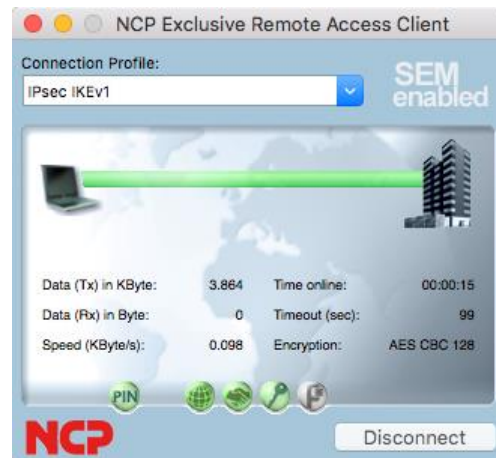 NCP Exclusive Remote Access Client
Connection Profile:
IPsec IKEv1
SEM
enabled
Data (Tx) in KByte: 3.864 Time online: 00:00:15
Data (Rx) in Byte: 0 Timeout (sec): 99
Speed (KByte/s): 0.098 Encryption: AES CBC 128
PIN
NCP
Disconnect